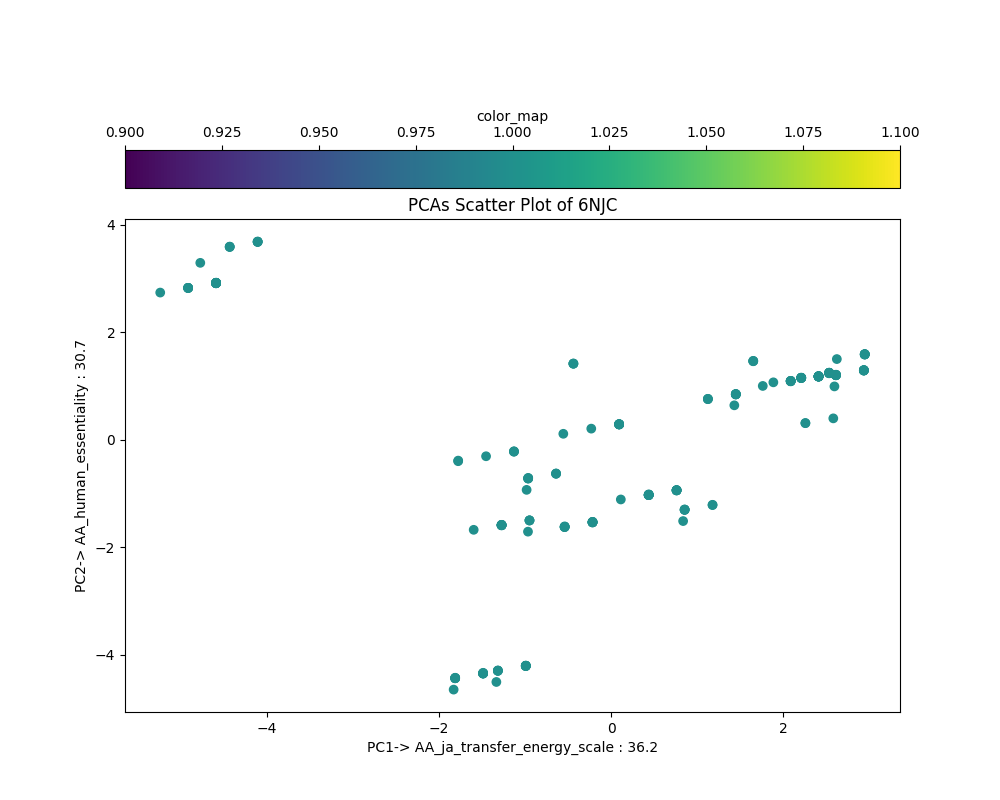 color_map
0.900 0.925 0.950 0.975 1.000 1.025 1.050 1.075 1.100
PCAs Scatter Plot of 6NJC
4
2
0
−2
−4
PC2-> AA_human_essentiality : 30.7
−4 −2 0 2
PC1-> AA_ja_transfer_energy_scale : 36.2